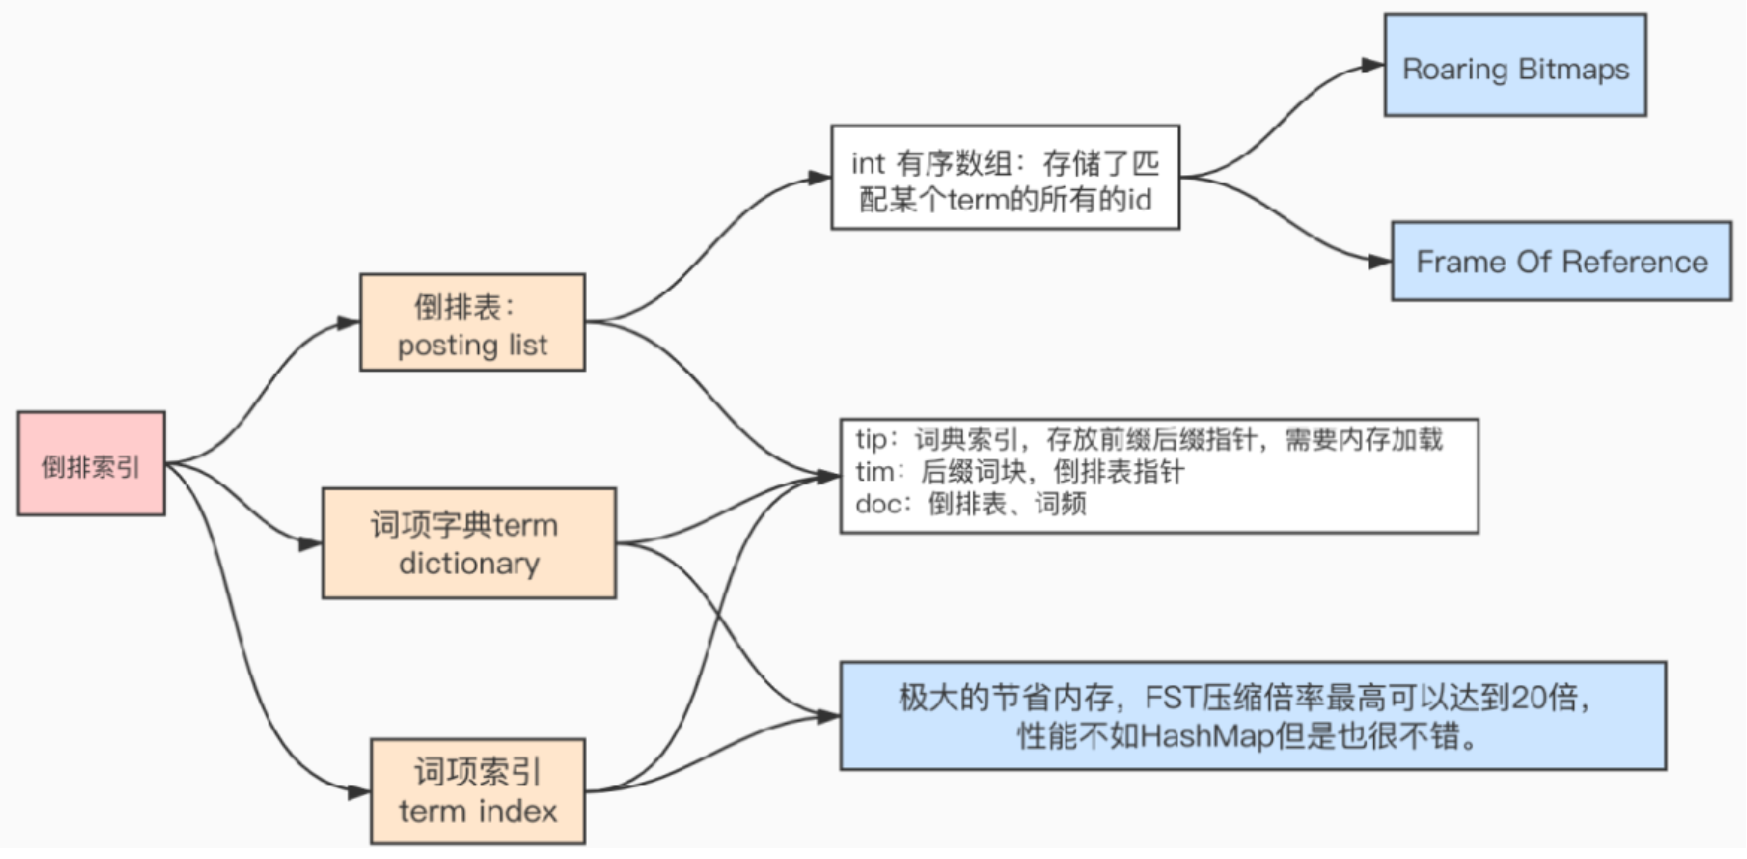 Roaring Bitmaps
int 有序数组：存储了匹
配某个term的所有的id
Frame Of Reference
倒排表：
posting list
倒排索引
tip：词典索引，存放前缀后缀指针，需要内存加载
tim：后缀词块，倒排表指针
doc：倒排表、词频
词项字典term
dictionary
极大的节省内存，FST压缩倍率最高可以达到20倍，
性能不如HashMap但是也很不错。
词项索引
term index